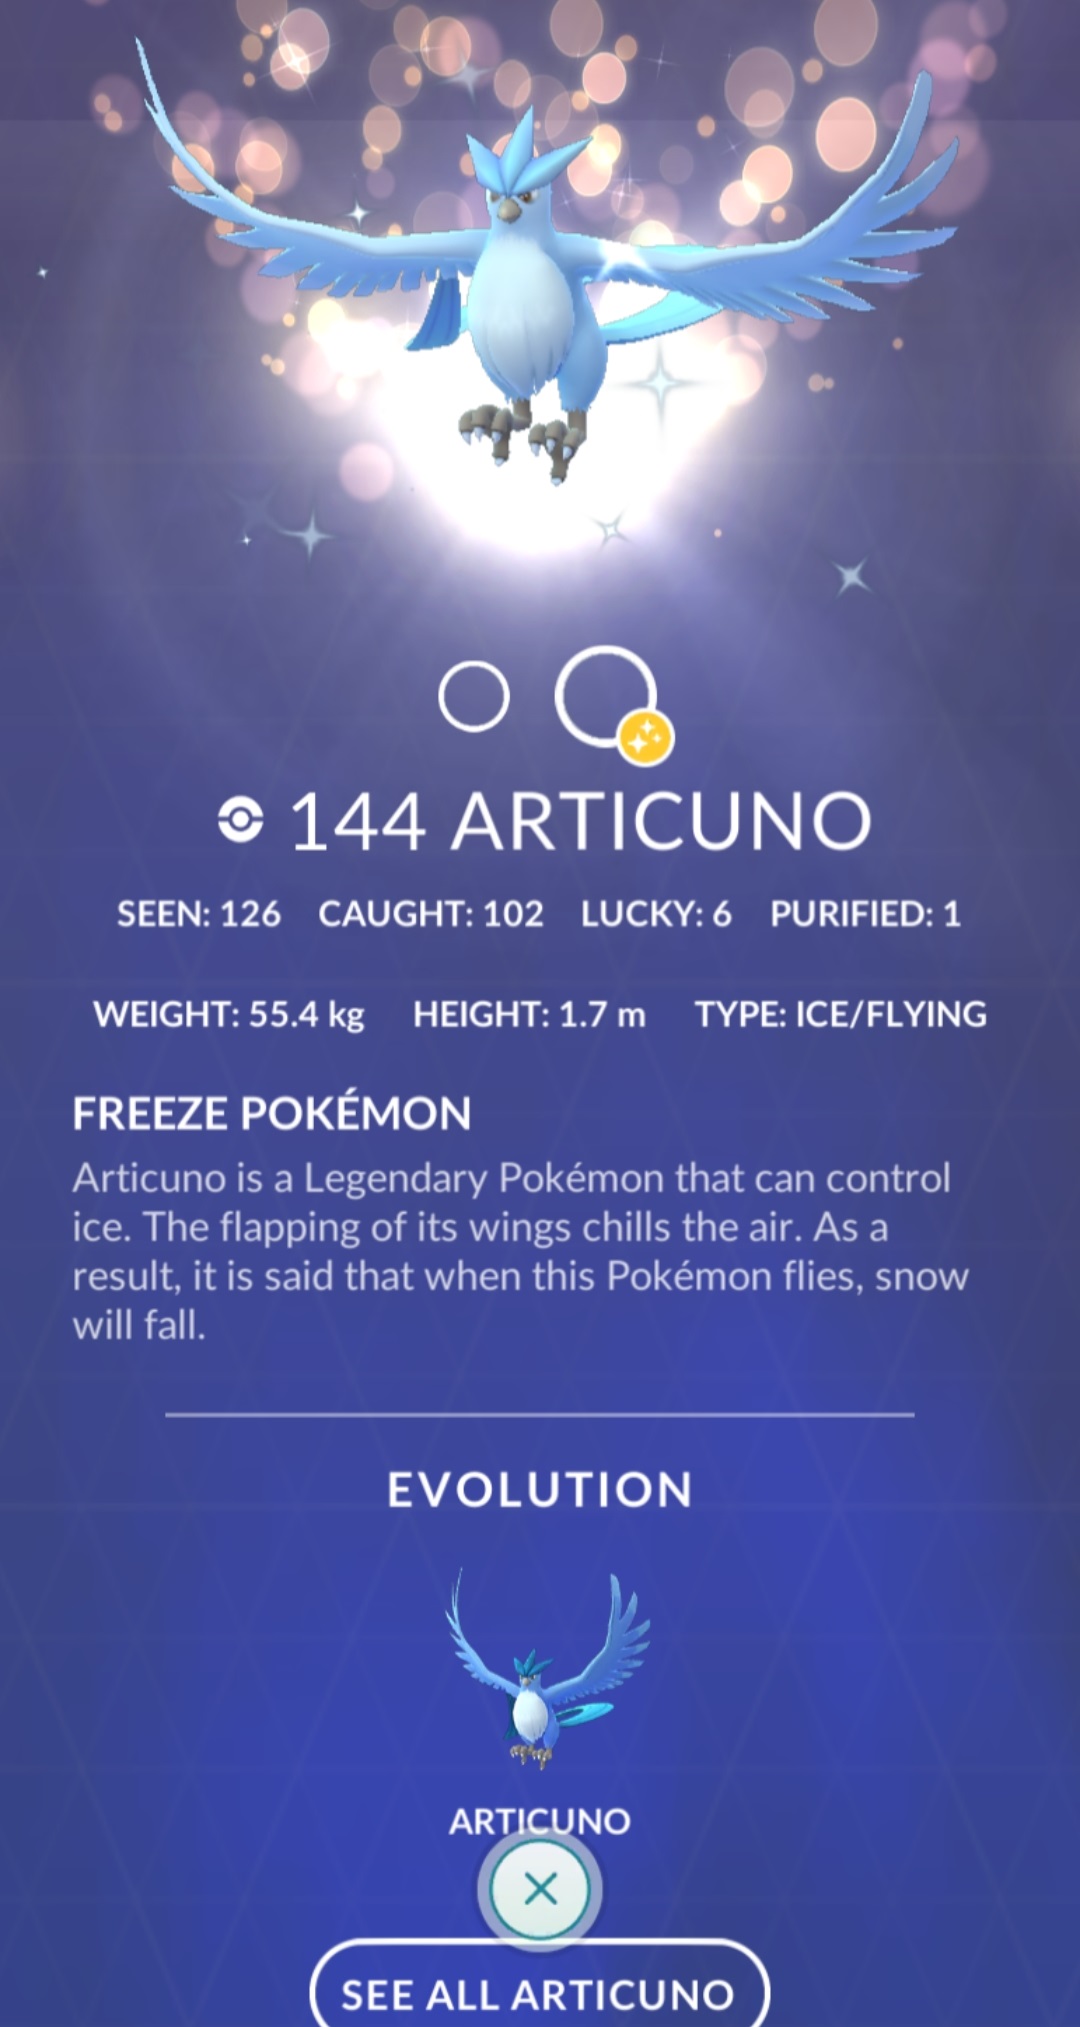 144 ARTICUNO
SEEN: 126 CAUGHT: 102 LUCKY: 6 PURIFIED: 1
WEIGHT: 55.4 kg HEIGHT: 1.7 m TYPE: ICE/FLYING
FREEZE POKÉMON
Articuno is a Legendary Pokémon that can control
ice. The flapping of its wings chills the air. As a
result, it is said that when this Pokémon flies, snow
will fall.
EVOLUTION
ARTICUNO
SEE ALL ARTICUNO